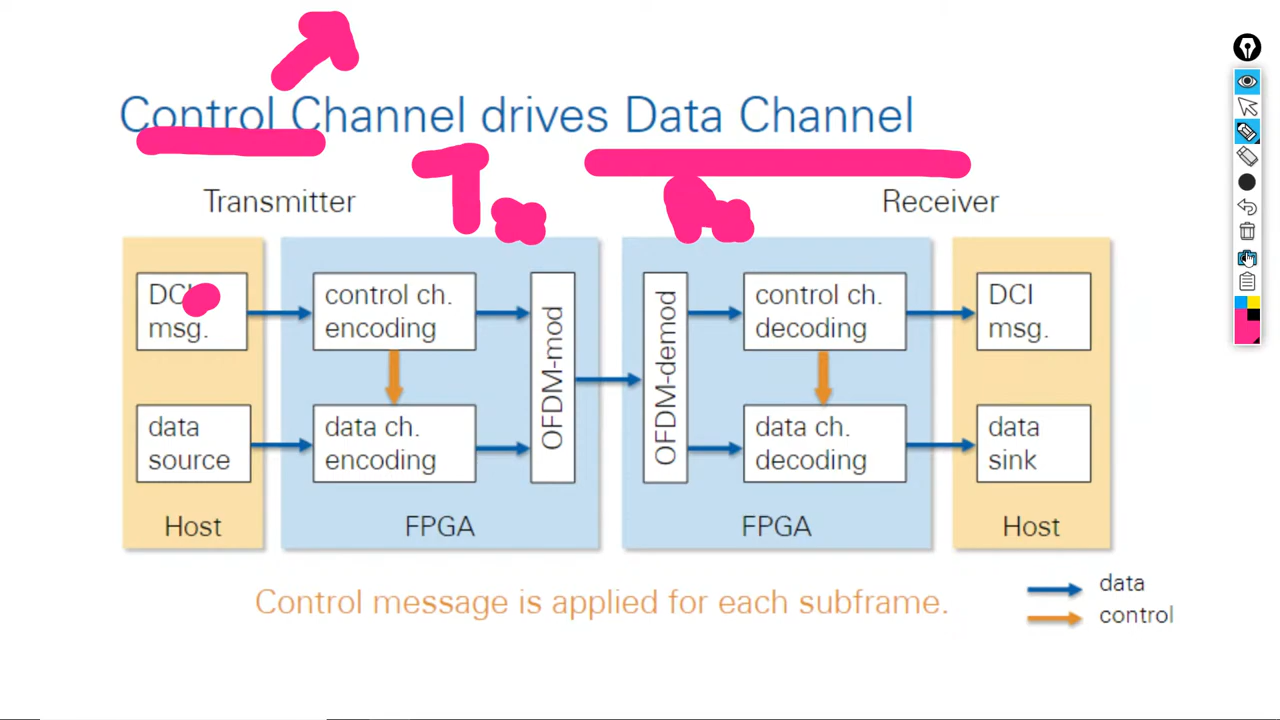 Control Channel drives Data Channel
Transmitter
Receiver
DCI
msg.
control ch.
encoding
OFDM-mod
OFDM-demod
control ch.
decoding
DCI
msg.
data
source
data ch.
encoding
data ch.
decoding
data
sink
Host
FPGA
FPGA
Host
Control message is applied for each subframe.
data
control